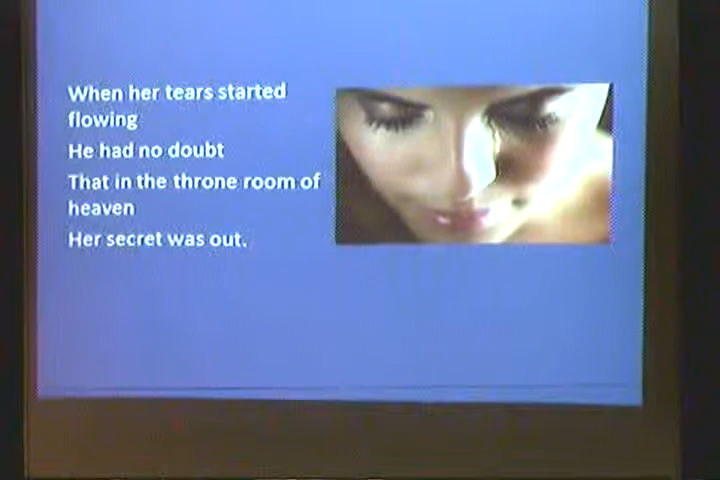 When her tears started
flowing
He had no doubt
That in the throne room of
heaven
Her secret was out.